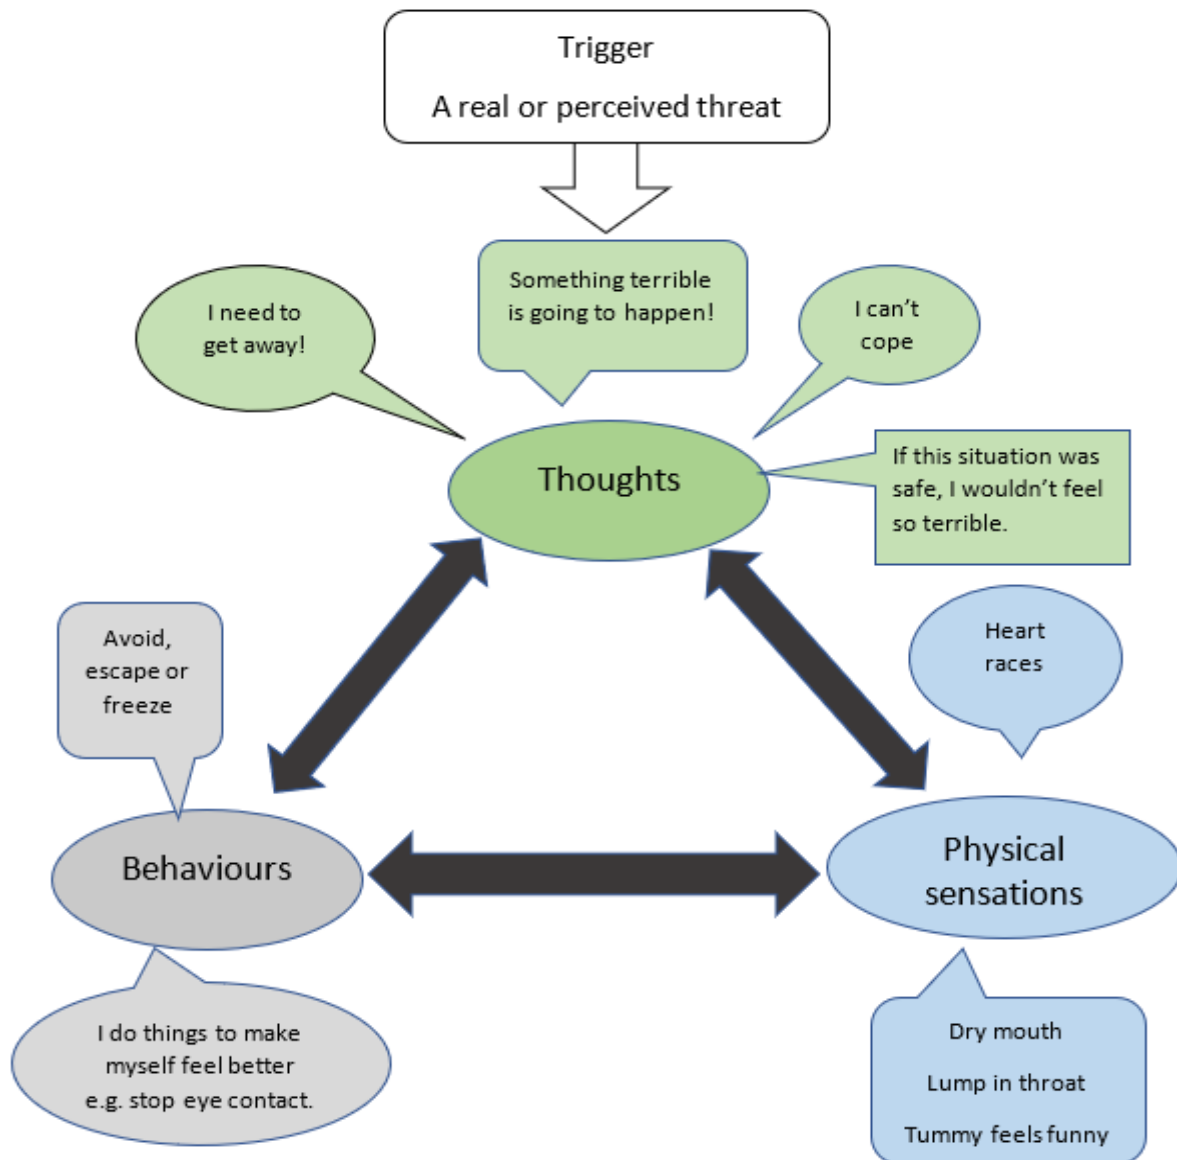 Trigger
A real or perceived threat
Something terrible
is going to happen!
I need to
get away!
I can't
cope
Thoughts
If this situation was
safe, I wouldn't feel
so terrible.
Avoid,
escape or
freeze
Heart
races
Behaviours
Physical
sensations
I do things to make
myself feel better
e.g. stop eye contact.
Dry mouth
Lump in throat
Tummy feels funny